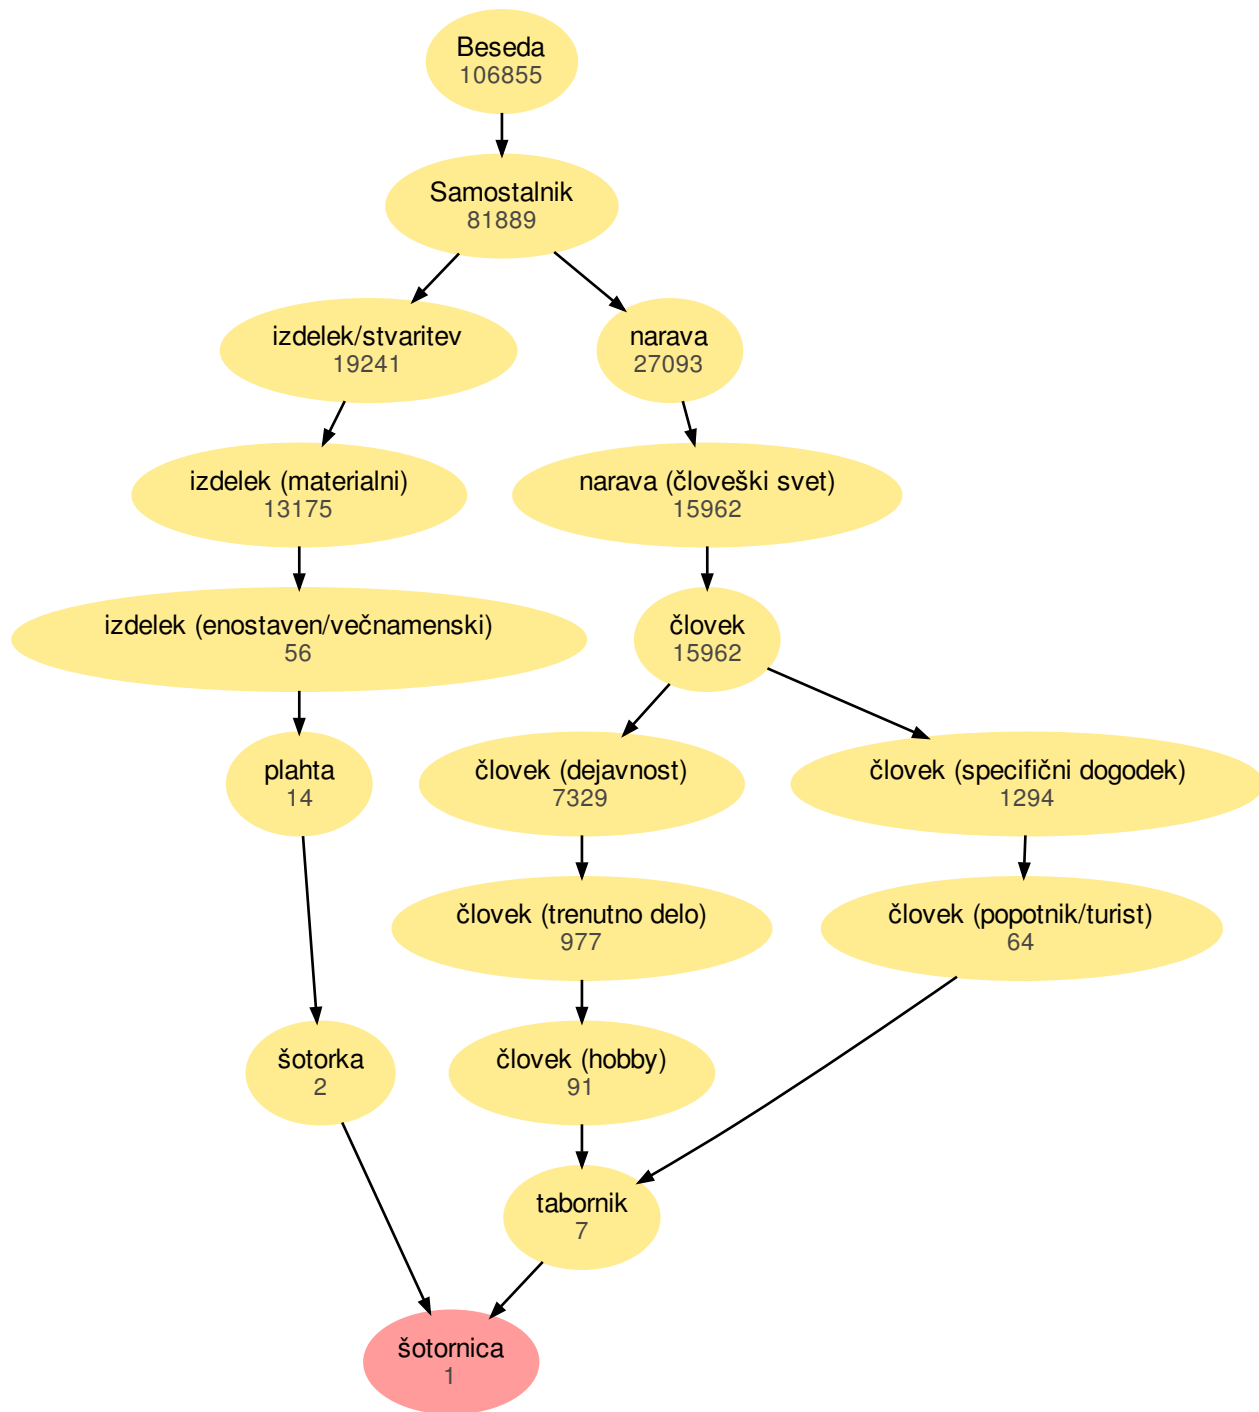 Beseda
106855
Samostalnik
81889
izdelek/stvaritev
19241
narava
27093
izdelek (materialni)
13175
narava (človeški svet)
15962
izdelek (enostaven/večnamenski)
56
človek
15962
plahta
14
človek (dejavnost)
7329
človek (specifični dogodek)
1294
človek (trenutno delo)
977
človek (popotnik/turist)
64
šotorka
2
človek (hobby)
91
tabornik
7
šotornica
1